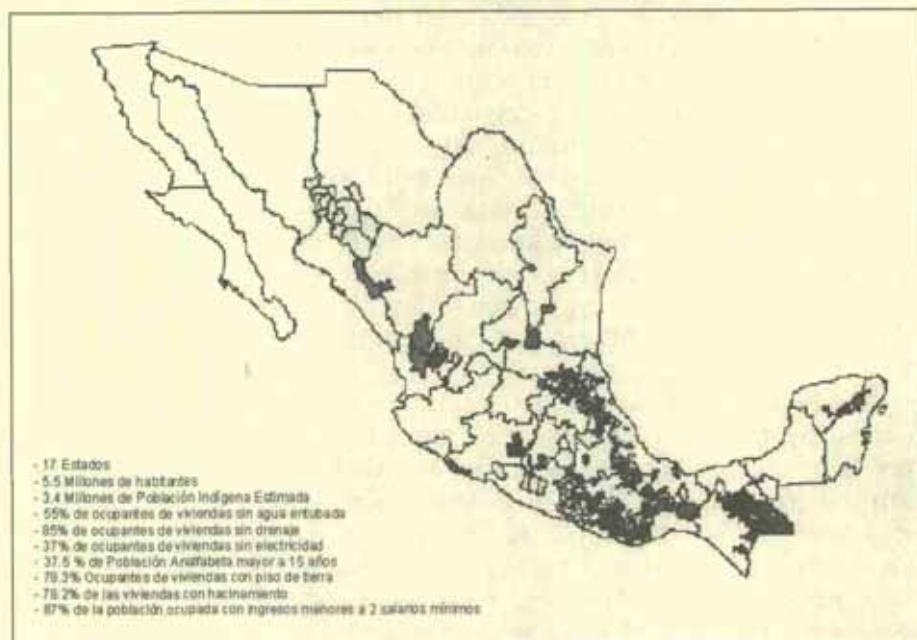 - 17 Estados
- 5.5 Millones de habitantes
- 3.4 Millones de Población Indígena Estimada
- 55% de ocupantes de viviendas sin agua entubada
- 85% de ocupantes de viviendas sin drenaje
- 37% de ocupantes de viviendas sin electricidad
- 37.5 % de Población Analfabeta mayor a 15 años
- 79.3% Ocupantes de viviendas con piso de tierra
- 78.2% de las viviendas con hacinamiento
- 87% de la población ocupada con ingresos menores a 2 salarios mínimos